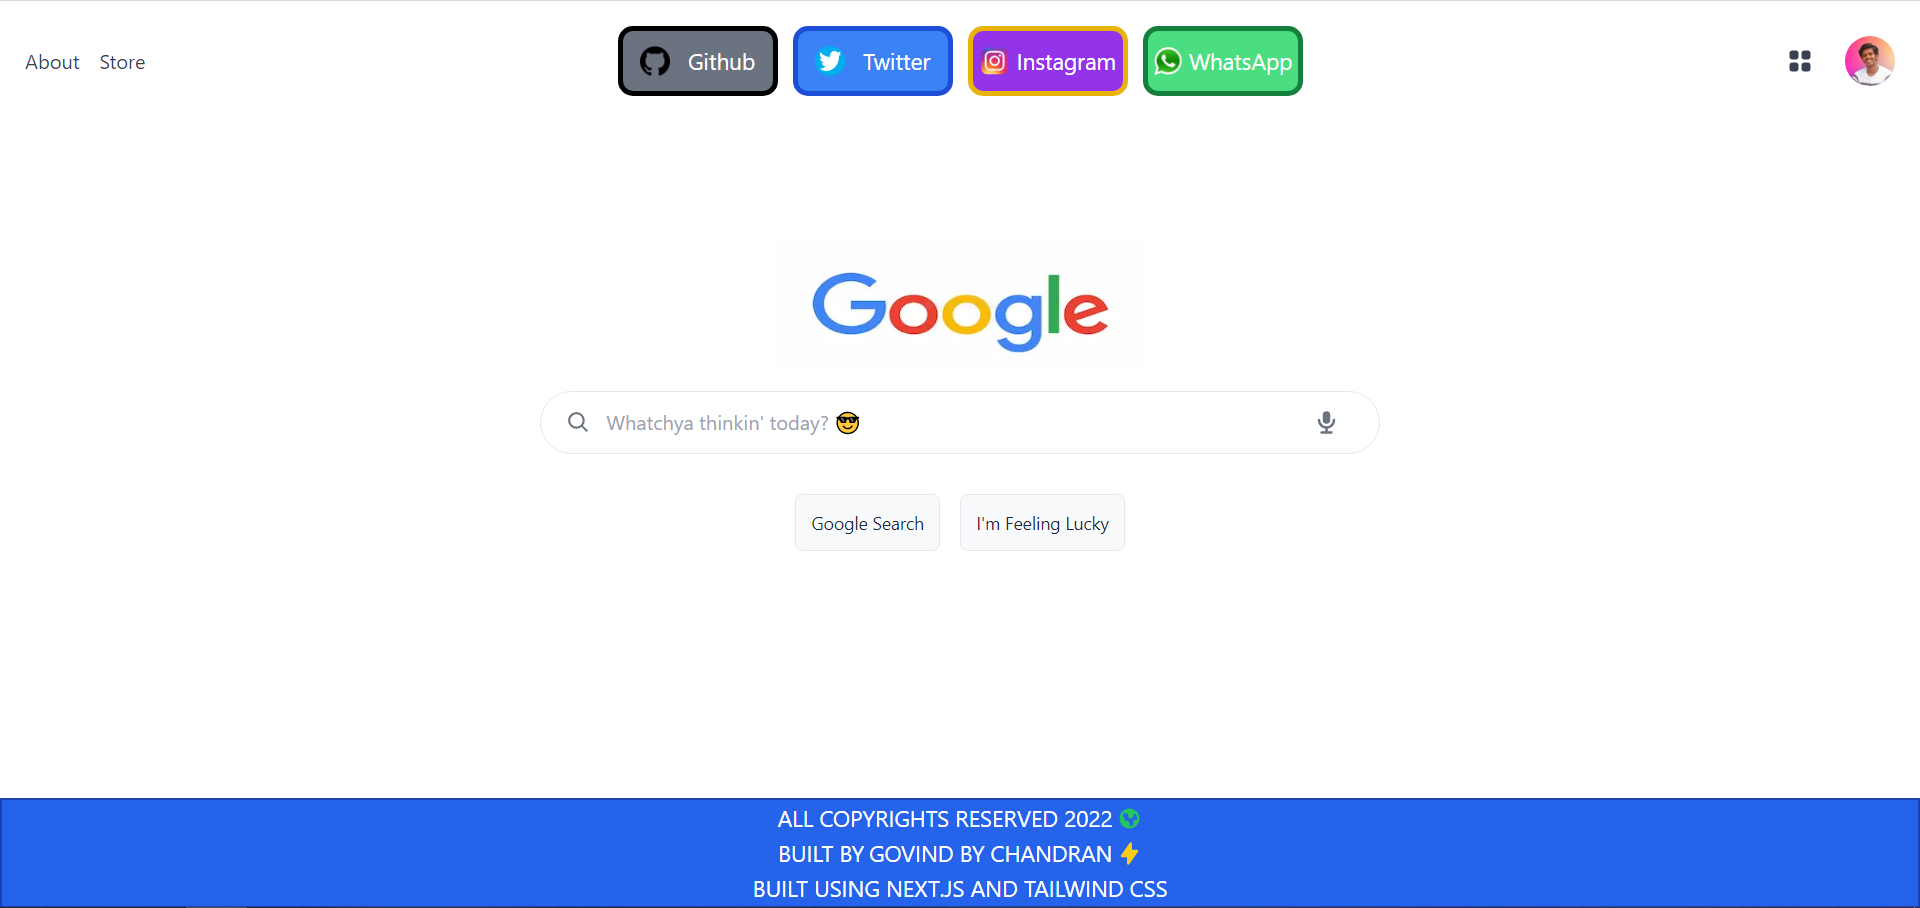 About Store Github Twitter Instagram WhatsApp
Google
Whatchya thinkin' today? 😎
Google Search I'm Feeling Lucky
ALL COPYRIGHTS RESERVED 2022
BUILT BY GOVIND BY CHANDRAN ⚡
BUILT USING NEXT.JS AND TAILWIND CSS